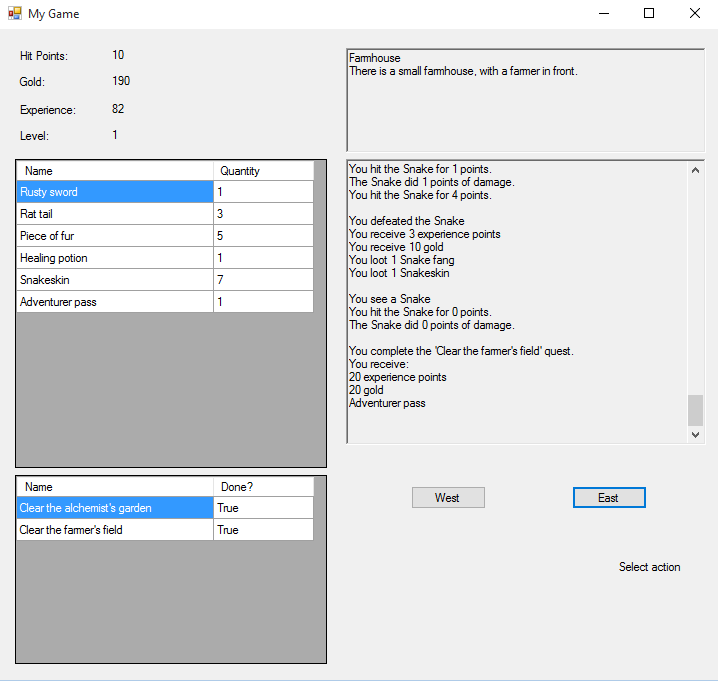 My Game
Hit Points: 10
Gold: 190
Experience: 82
Level: 1
Farmhouse
There is a small farmhouse, with a farmer in front.
Name Quantity
Rusty sword 1
Rat tail 3
Piece of fur 5
Healing potion 1
Snakeskin 7
Adventurer pass 1
You hit the Snake for 1 points.
The Snake did 1 points of damage.
You hit the Snake for 4 points.
You defeated the Snake
You receive 3 experience points
You receive 10 gold
You loot 1 Snake fang
You loot 1 Snakeskin
You see a Snake
You hit the Snake for 0 points.
The Snake did 0 points of damage.
You complete the 'Clear the farmer's field' quest.
You receive:
20 experience points
20 gold
Adventurer pass
Name Done?
Clear the alchemist's garden True
Clear the farmer's field True
West East
Select action